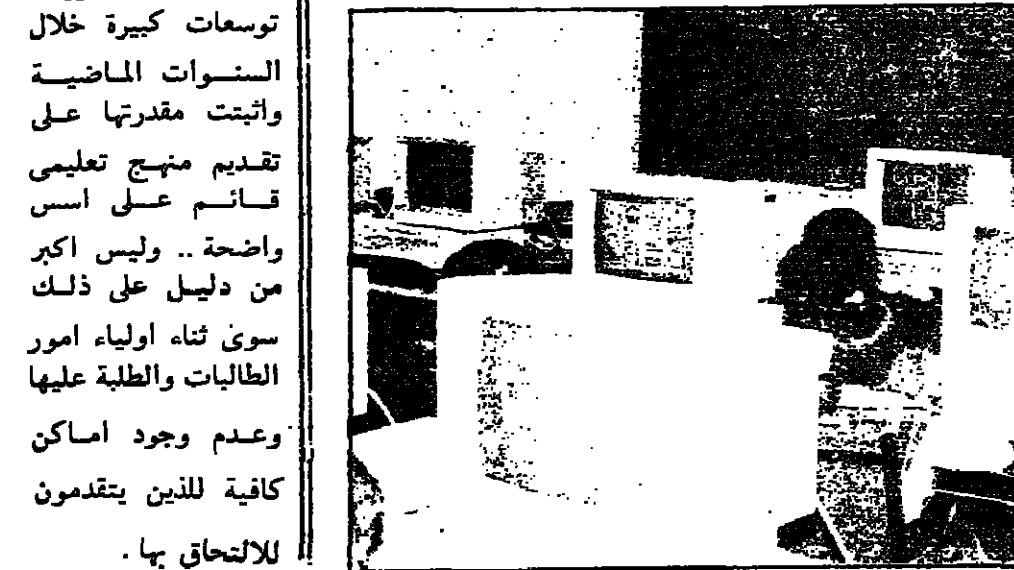 توسعات كبيرة خلال
السنوات الماضية
واثبتت مقدرتها على
تقديم منهج تعليمى
قائم على اسس
واضحة .. وليس اكبر
من دليل على ذلك
سوى ثناء اولياء امور
الطالبات والطلبة عليها
وعدم وجود اماكن
كافية للذين يتقدمون
للالتحاق بها .